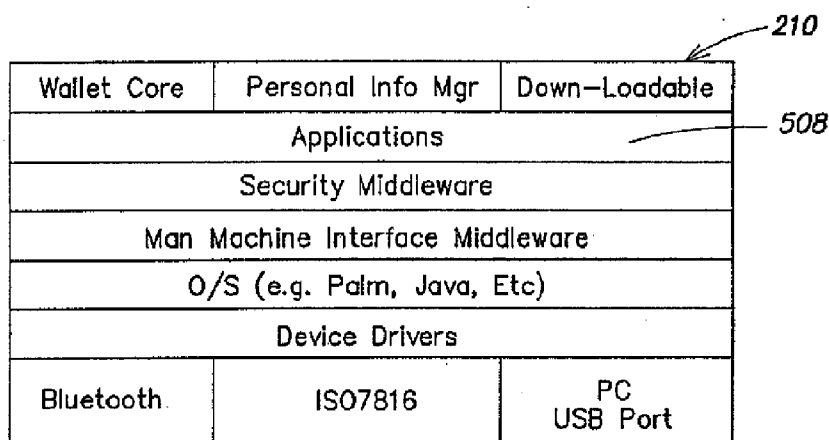 210
Wallet Core Personal Info Mgr Down-Loadable
Applications 508
Security Middleware
Man Machine Interface Middleware
O/S (e.g. Palm, Java, Etc)
Device Drivers
Bluetooth ISO7816 PC
USB Port